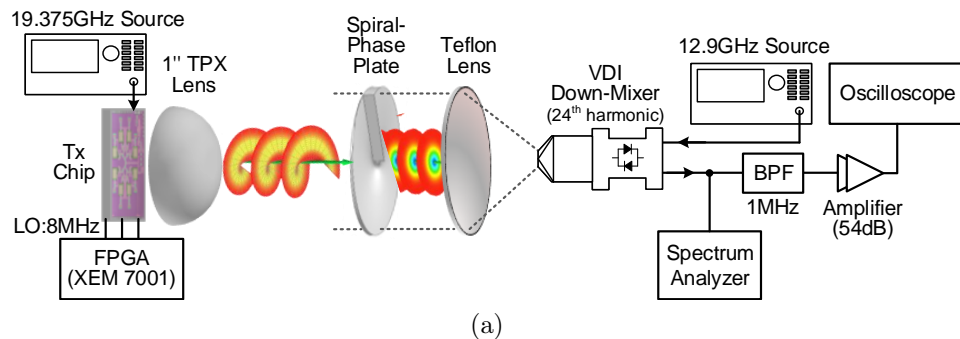 19.375GHz Source
1" TPX
Lens
Tx
Chip
LO:8MHz
FPGA
(XEM 7001)
Spiral-
Phase
Plate
Teflon
Lens
VDI
Down-Mixer
(24th harmonic)
12.9GHz Source
Oscilloscope
BPF
1MHz
Amplifier
(54dB)
Spectrum
Analyzer
(a)